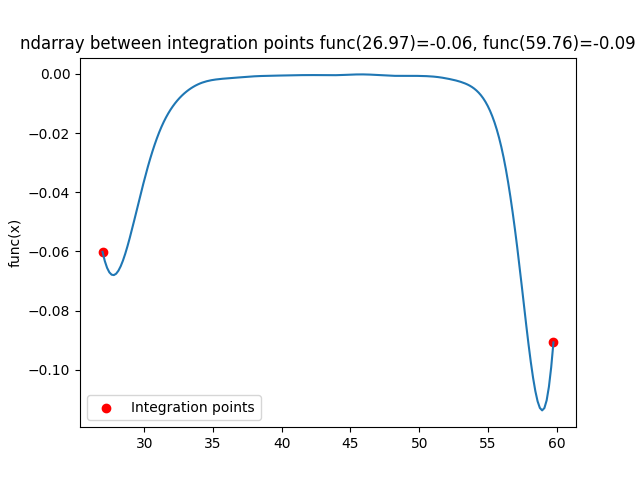 ndarray between integration points func(26.97)=-0.06, func(59.76)=-0.09
0.00
−0.02
−0.04
−0.06
−0.08
−0.10
func(x)
Integration points
30 35 40 45 50 55 60